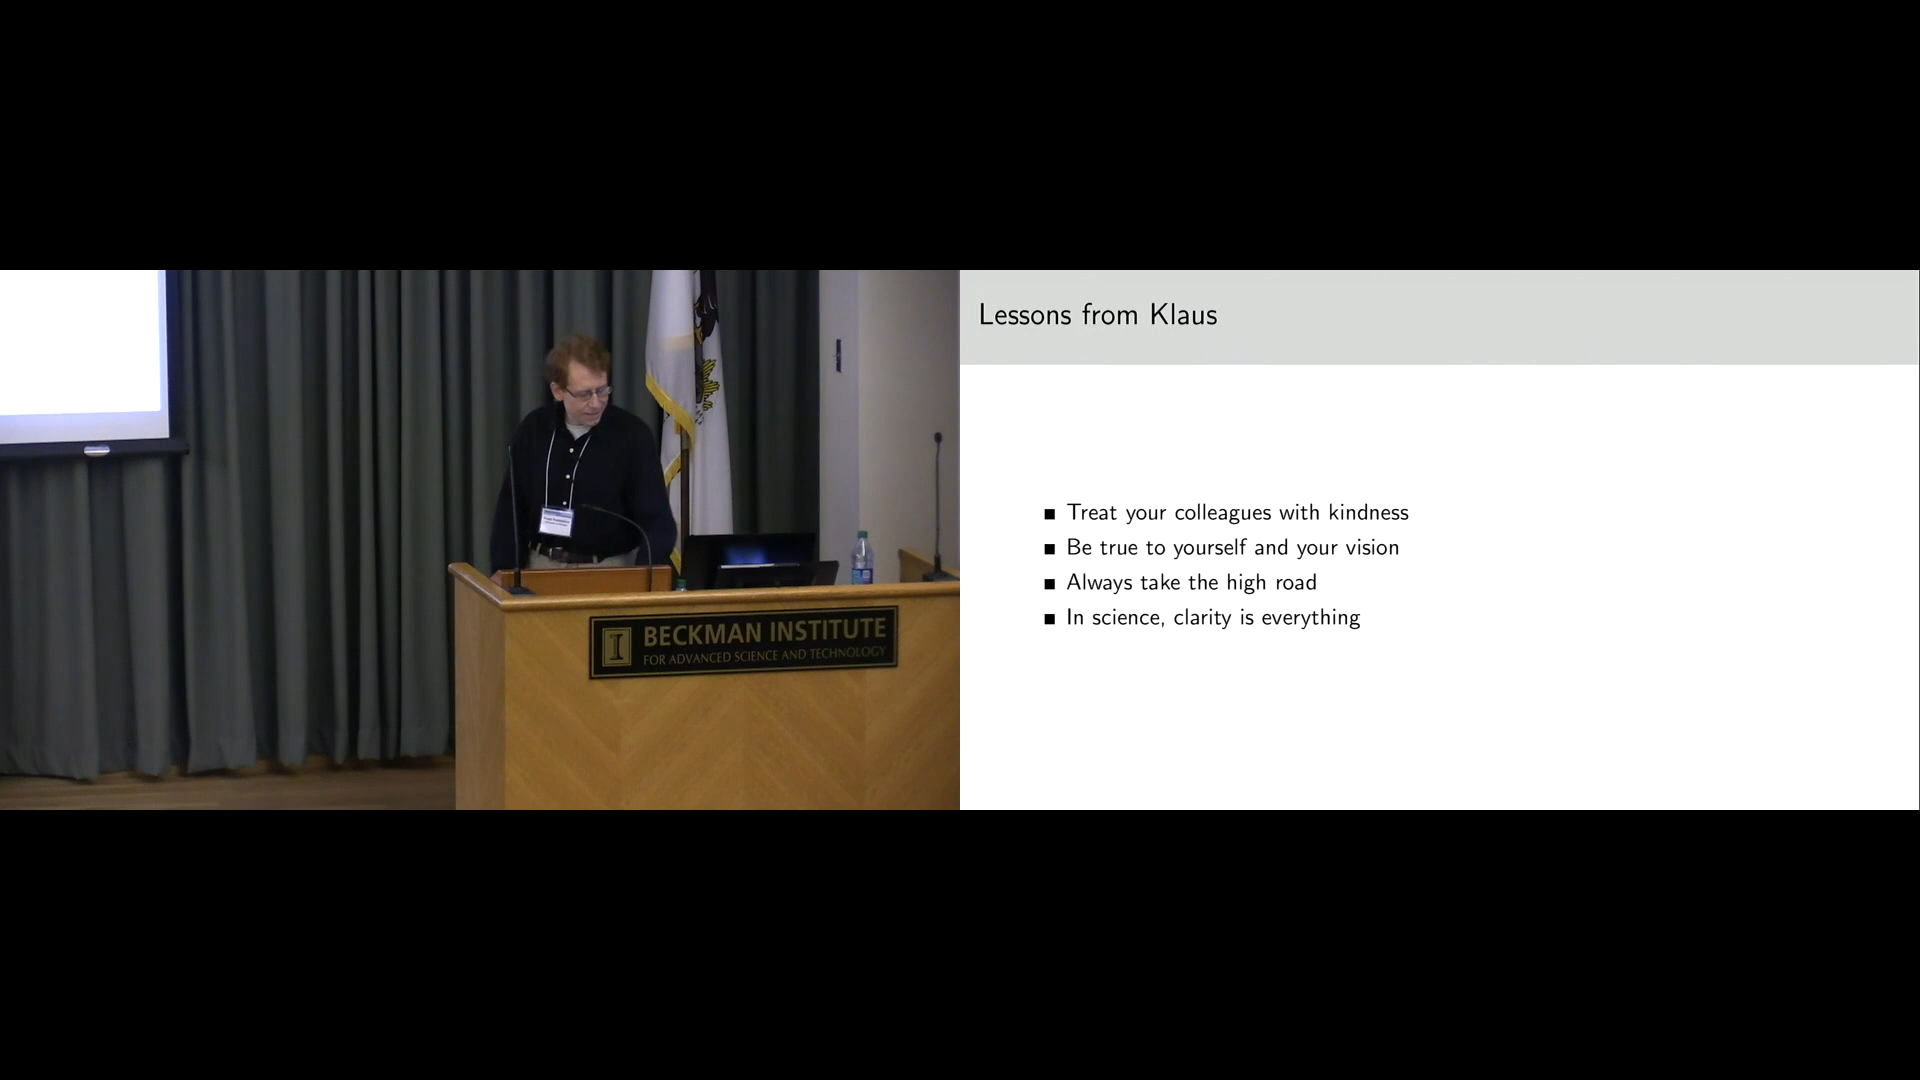 Lessons from Klaus
Treat your colleagues with kindness
Be true to yourself and your vision
Always take the high road
In science, clarity is everything
I
BECKMAN INSTITUTE
FOR ADVANCED SCIENCE AND TECHNOLOGY